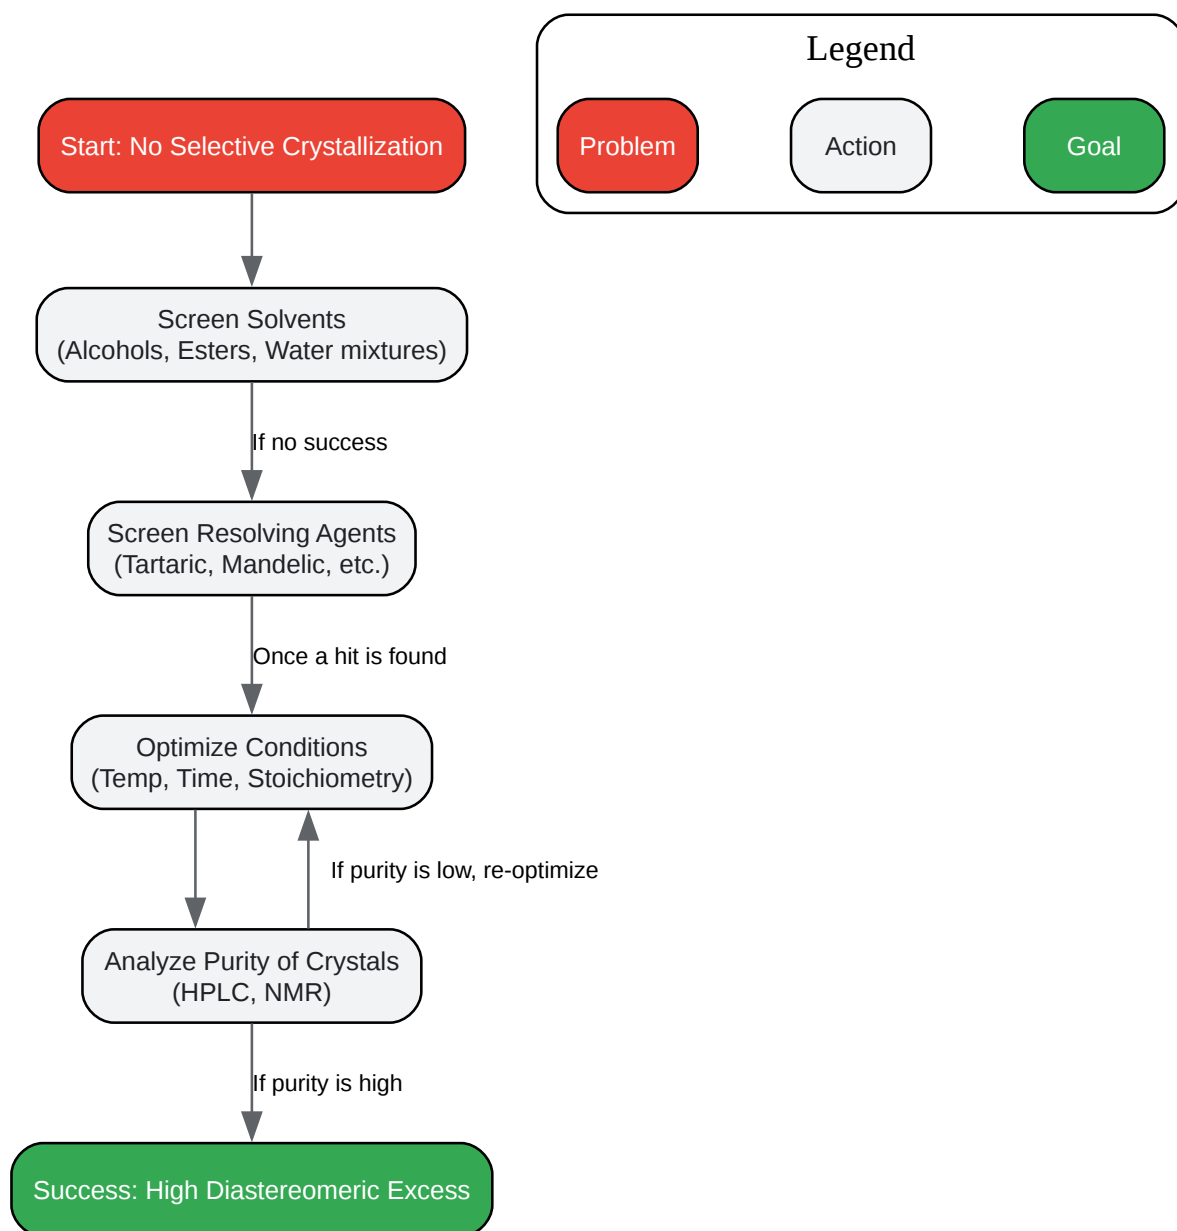 Legend
Problem
Action
Goal
Start: No Selective Crystallization
Screen Solvents
(Alcohols, Esters, Water mixtures)
If no success
Screen Resolving Agents
(Tartaric, Mandelic, etc.)
Once a hit is found
Optimize Conditions
(Temp, Time, Stoichiometry)
If purity is low, re-optimize
Analyze Purity of Crystals
(HPLC, NMR)
If purity is high
Success: High Diastereomeric Excess